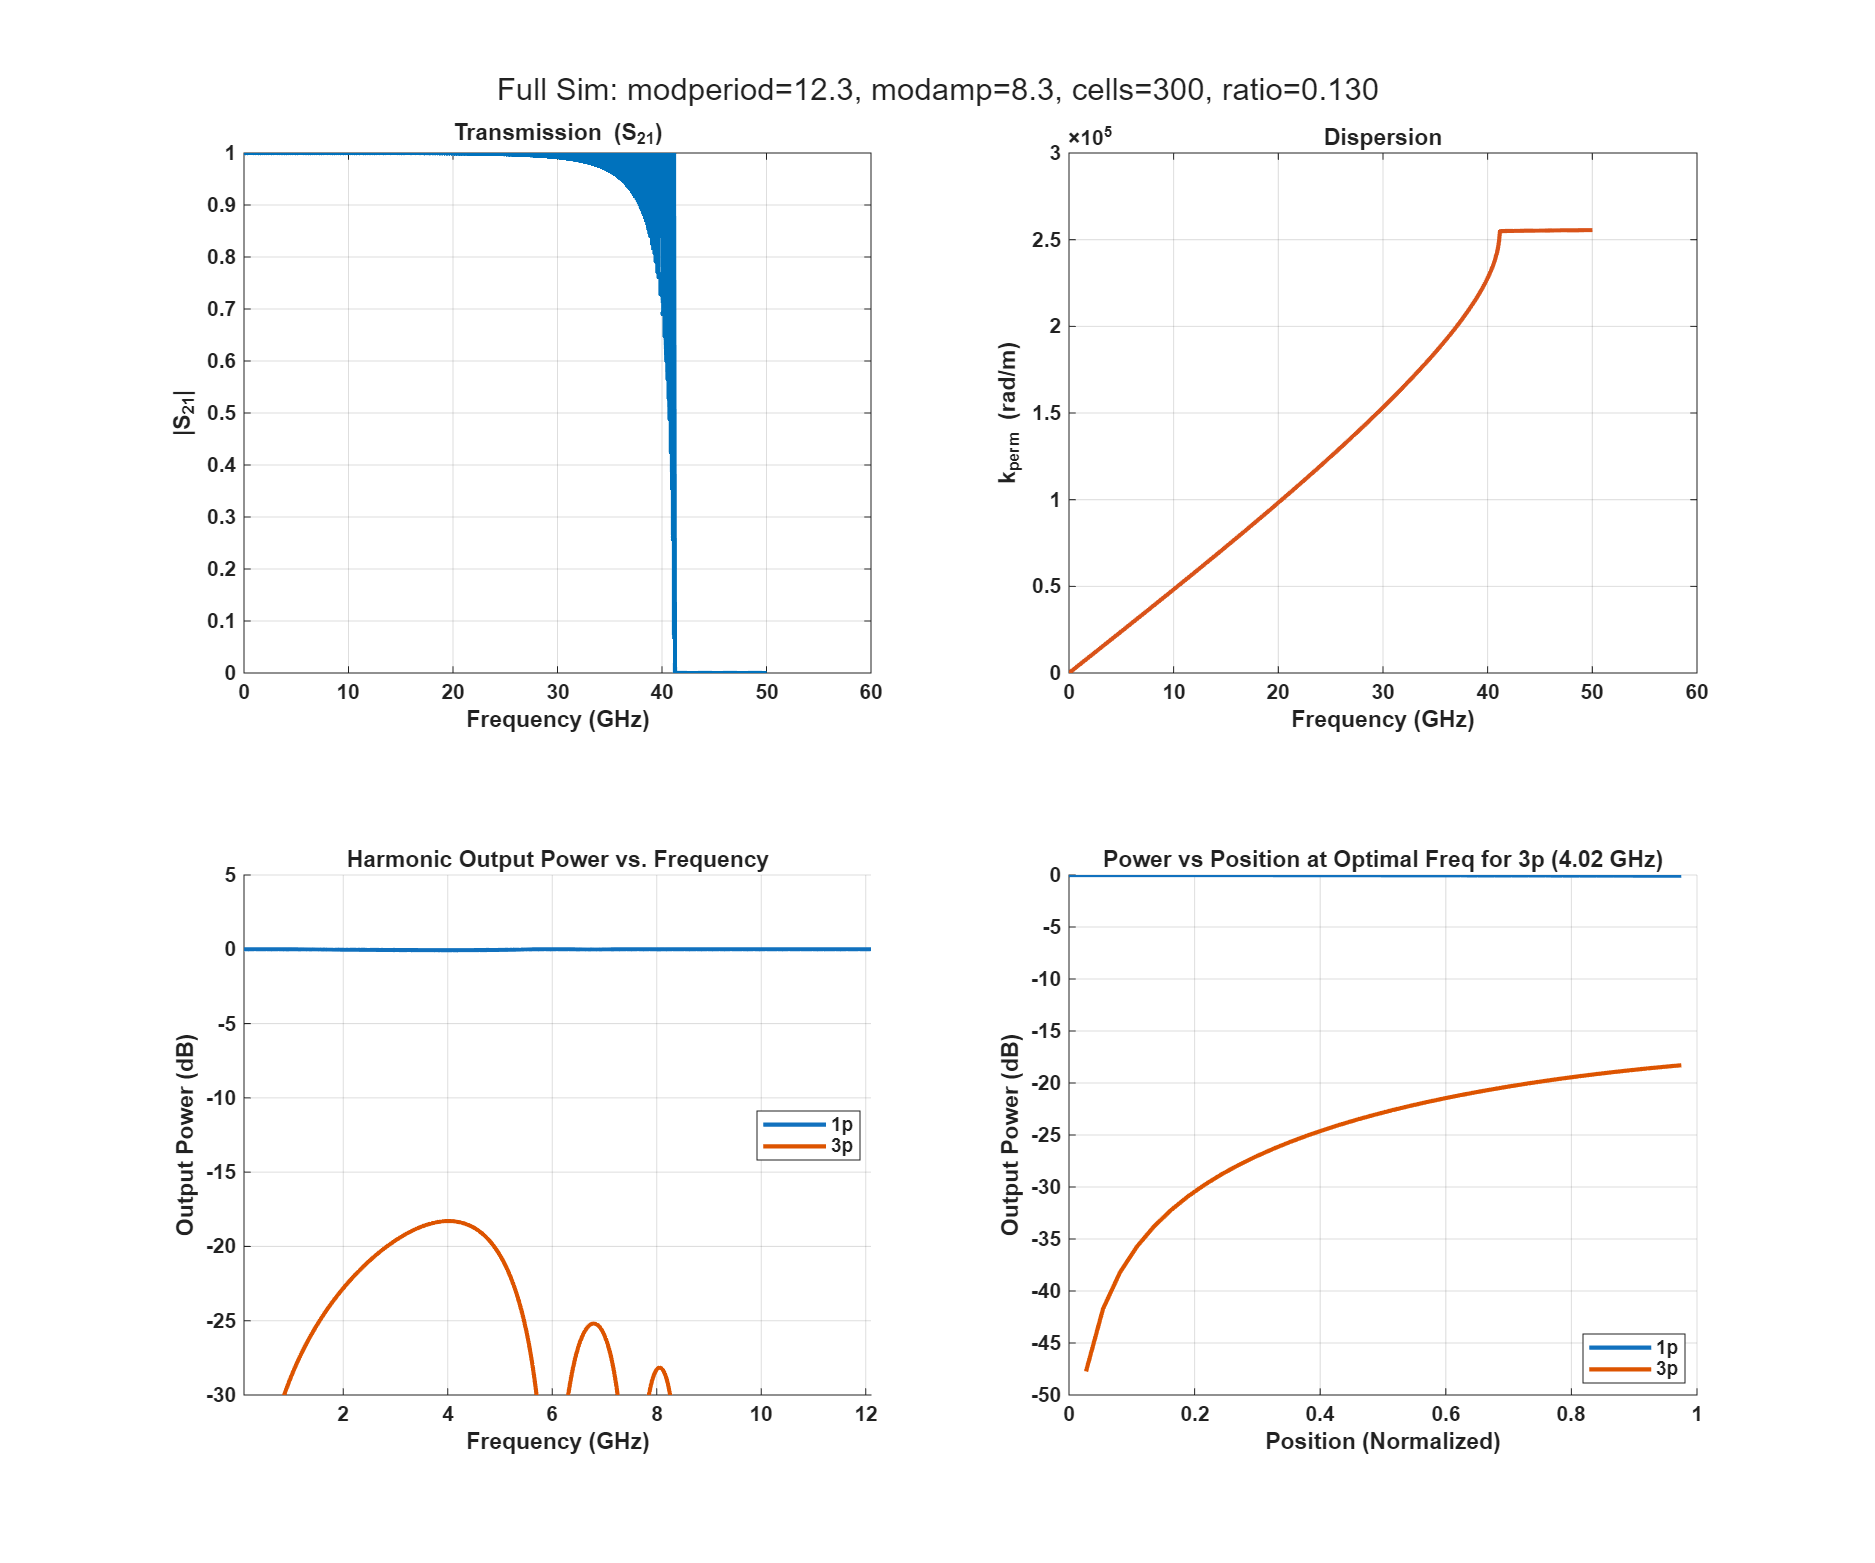 Full Sim: modperiod=12.3, modamp=8.3, cells=300, ratio=0.130
Transmission (S21)
1
0.9
0.8
0.7
0.6
0.5
0.4
0.3
0.2
0.1
0
|S21|
0 10 20 30 40 50 60
Frequency (GHz)
×10⁵
Dispersion
3
2.5
2
1.5
1
0.5
0
kperm (rad/m)
0 10 20 30 40 50 60
Frequency (GHz)
Harmonic Output Power vs. Frequency
5
0
-5
-10
-15
-20
-25
-30
Output Power (dB)
1p
3p
2 4 6 8 10 12
Frequency (GHz)
Power vs Position at Optimal Freq for 3p (4.02 GHz)
0
-5
-10
-15
-20
-25
-30
-35
-40
-45
-50
Output Power (dB)
1p
3p
0 0.2 0.4 0.6 0.8 1
Position (Normalized)